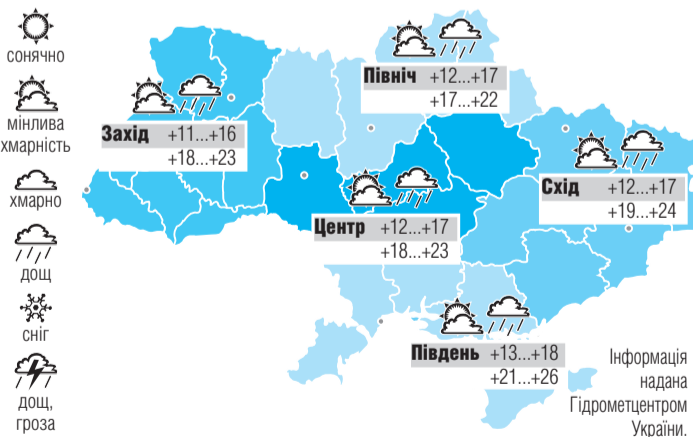 сонячно
мінлива
хмарність
хмарно
дощ
сніг
дощ,
гроза
Північ +12...+17
+17...+22
Захід +11...+16
+18...+23
Схід +12...+17
+19...+24
Центр +12...+17
+18...+23
Південь +13...+18
+21...+26
Інформація
надана
Гідрометцентром
України.